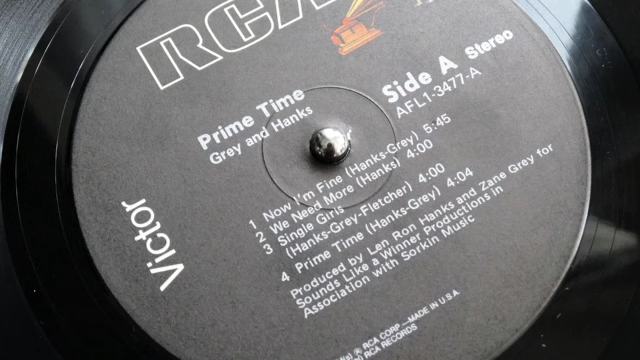 RCA
Victor
Prime Time
Grey and Hanks
Side A Stereo
AFL1-3477-A
1 Now I'm Fine (Hanks-Grey) 5:45
2 We Need More (Hanks) 4:00
3 Single Girls
(Hanks-Grey-Fletcher) 4:00
4 Prime Time (Hanks-Grey) 4:04
Produced by Len Ron Hanks and Zane Grey for
Sounds Like a Winner Productions in
Association with Sorkin Music
RCA CORP.—MADE IN U.S.A.
RCA RECORDS